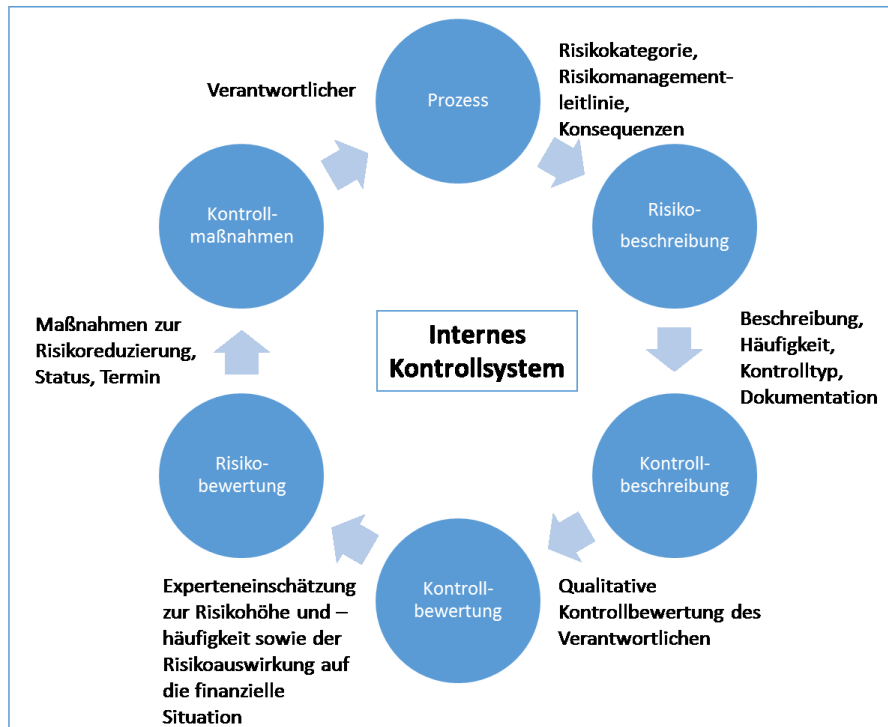 Prozess
Risikokategorie,
Risikomanagement-
leitlinie,
Konsequenzen
Risiko-
beschreibung
Beschreibung,
Häufigkeit,
Kontrolltyp,
Dokumentation
Kontroll-
beschreibung
Qualitative
Kontrollbewertung des
Verantwortlichen
Kontroll-
bewertung
Experteneinschätzung
zur Risikohöhe und –
häufigkeit sowie der
Risikoauswirkung auf
die finanzielle
Situation
Risiko-
bewertung
Maßnahmen zur
Risikoreduzierung,
Status, Termin
Kontroll-
maßnahmen
Verantwortlicher
Internes
Kontrollsystem